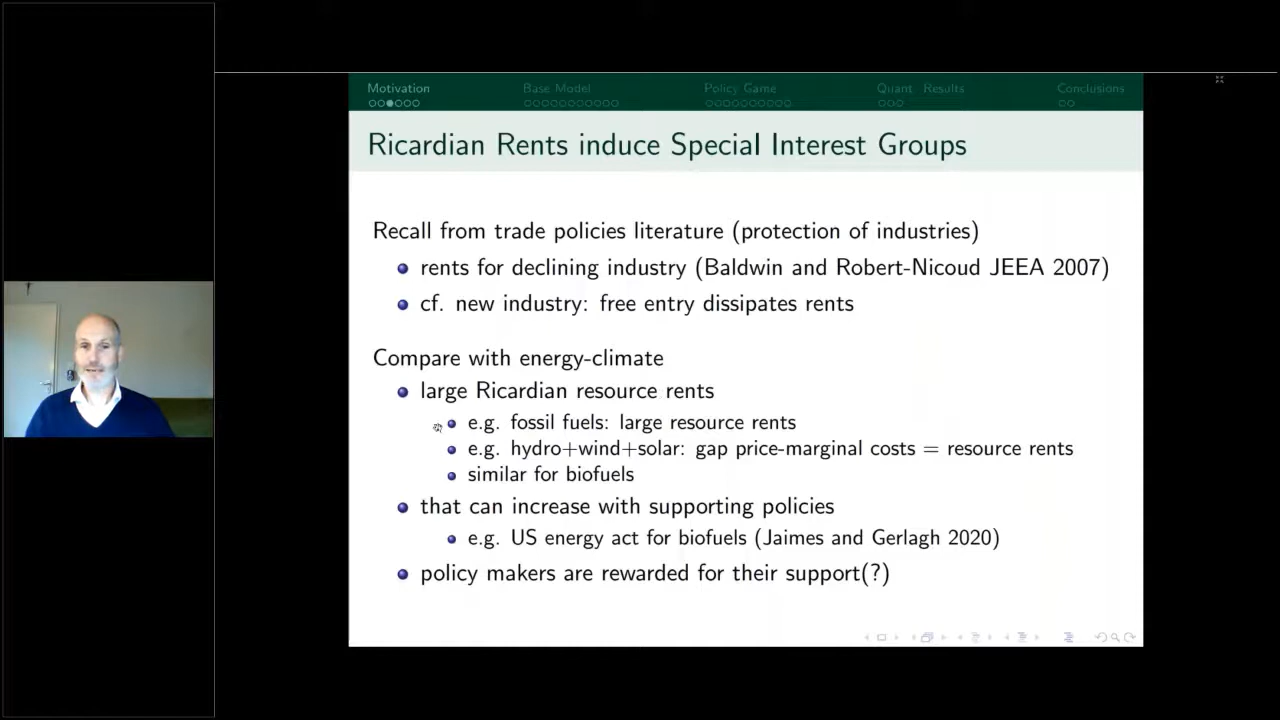 Motivation Base Model Policy Game Quant. Results Conclusions
Ricardian Rents induce Special Interest Groups
Recall from trade policies literature (protection of industries)
rents for declining industry (Baldwin and Robert-Nicoud JEEA 2007)
cf. new industry: free entry dissipates rents
Compare with energy-climate
large Ricardian resource rents
e.g. fossil fuels: large resource rents
e.g. hydro+wind+solar: gap price-marginal costs = resource rents
similar for biofuels
that can increase with supporting policies
e.g. US energy act for biofuels (Jaimes and Gerlagh 2020)
policy makers are rewarded for their support(?)